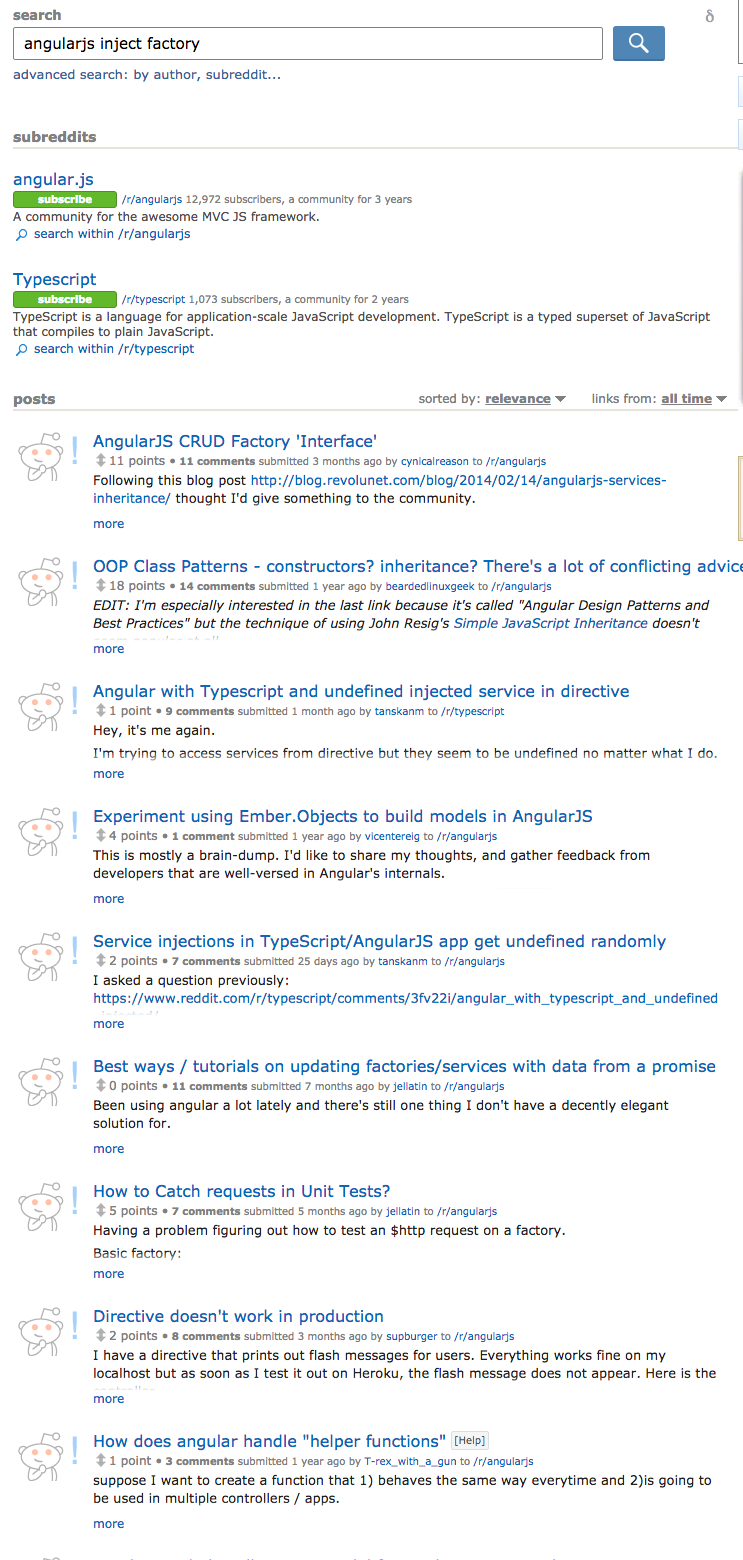 search
δ
angularjs inject factory
advanced search: by author, subreddit...
subreddits
angular.js
subscribe /r/angularjs 12,972 subscribers, a community for 3 years
A community for the awesome MVC JS framework.
search within /r/angularjs
Typescript
subscribe /r/typescript 1,073 subscribers, a community for 2 years
TypeScript is a language for application-scale JavaScript development. TypeScript is a typed superset of JavaScript
that compiles to plain JavaScript.
search within /r/typescript
posts sorted by: relevance links from: all time
AngularJS CRUD Factory 'Interface'
11 points • 11 comments submitted 3 months ago by cynicalreason to /r/angularjs
Following this blog post http://blog.revolunet.com/blog/2014/02/14/angularjs-services-
inheritance/ thought I'd give something to the community.
more
OOP Class Patterns - constructors? inheritance? There's a lot of conflicting advice
18 points • 14 comments submitted 1 year ago by beardedlinuxgeek to /r/angularjs
EDIT: I'm especially interested in the last link because it's called "Angular Design Patterns and
Best Practices" but the technique of using John Resig's Simple JavaScript Inheritance doesn't
more
Angular with Typescript and undefined injected service in directive
1 point • 9 comments submitted 1 month ago by tanskanm to /r/typescript
Hey, it's me again.
I'm trying to access services from directive but they seem to be undefined no matter what I do.
more
Experiment using Ember.Objects to build models in AngularJS
4 points • 1 comment submitted 1 year ago by vicentereig to /r/angularjs
This is mostly a brain-dump. I'd like to share my thoughts, and gather feedback from
developers that are well-versed in Angular's internals.
more
Service injections in TypeScript/AngularJS app get undefined randomly
2 points • 7 comments submitted 25 days ago by tanskanm to /r/angularjs
I asked a question previously:
https://www.reddit.com/r/typescript/comments/3fv22i/angular_with_typescript_and_undefined
more
Best ways / tutorials on updating factories/services with data from a promise
0 points • 11 comments submitted 7 months ago by jellatin to /r/angularjs
Been using angular a lot lately and there's still one thing I don't have a decently elegant
solution for.
more
How to Catch requests in Unit Tests?
5 points • 7 comments submitted 5 months ago by jellatin to /r/angularjs
Having a problem figuring out how to test an $http request on a factory.
Basic factory:
more
Directive doesn't work in production
2 points • 8 comments submitted 3 months ago by supburger to /r/angularjs
I have a directive that prints out flash messages for users. Everything works fine on my
localhost but as soon as I test it out on Heroku, the flash message does not appear. Here is the
more
How does angular handle "helper functions" [Help]
1 point • 3 comments submitted 1 year ago by T-rex_with_a_gun to /r/angularjs
suppose I want to create a function that 1) behaves the same way everytime and 2)is going to
be used in multiple controllers / apps.
more